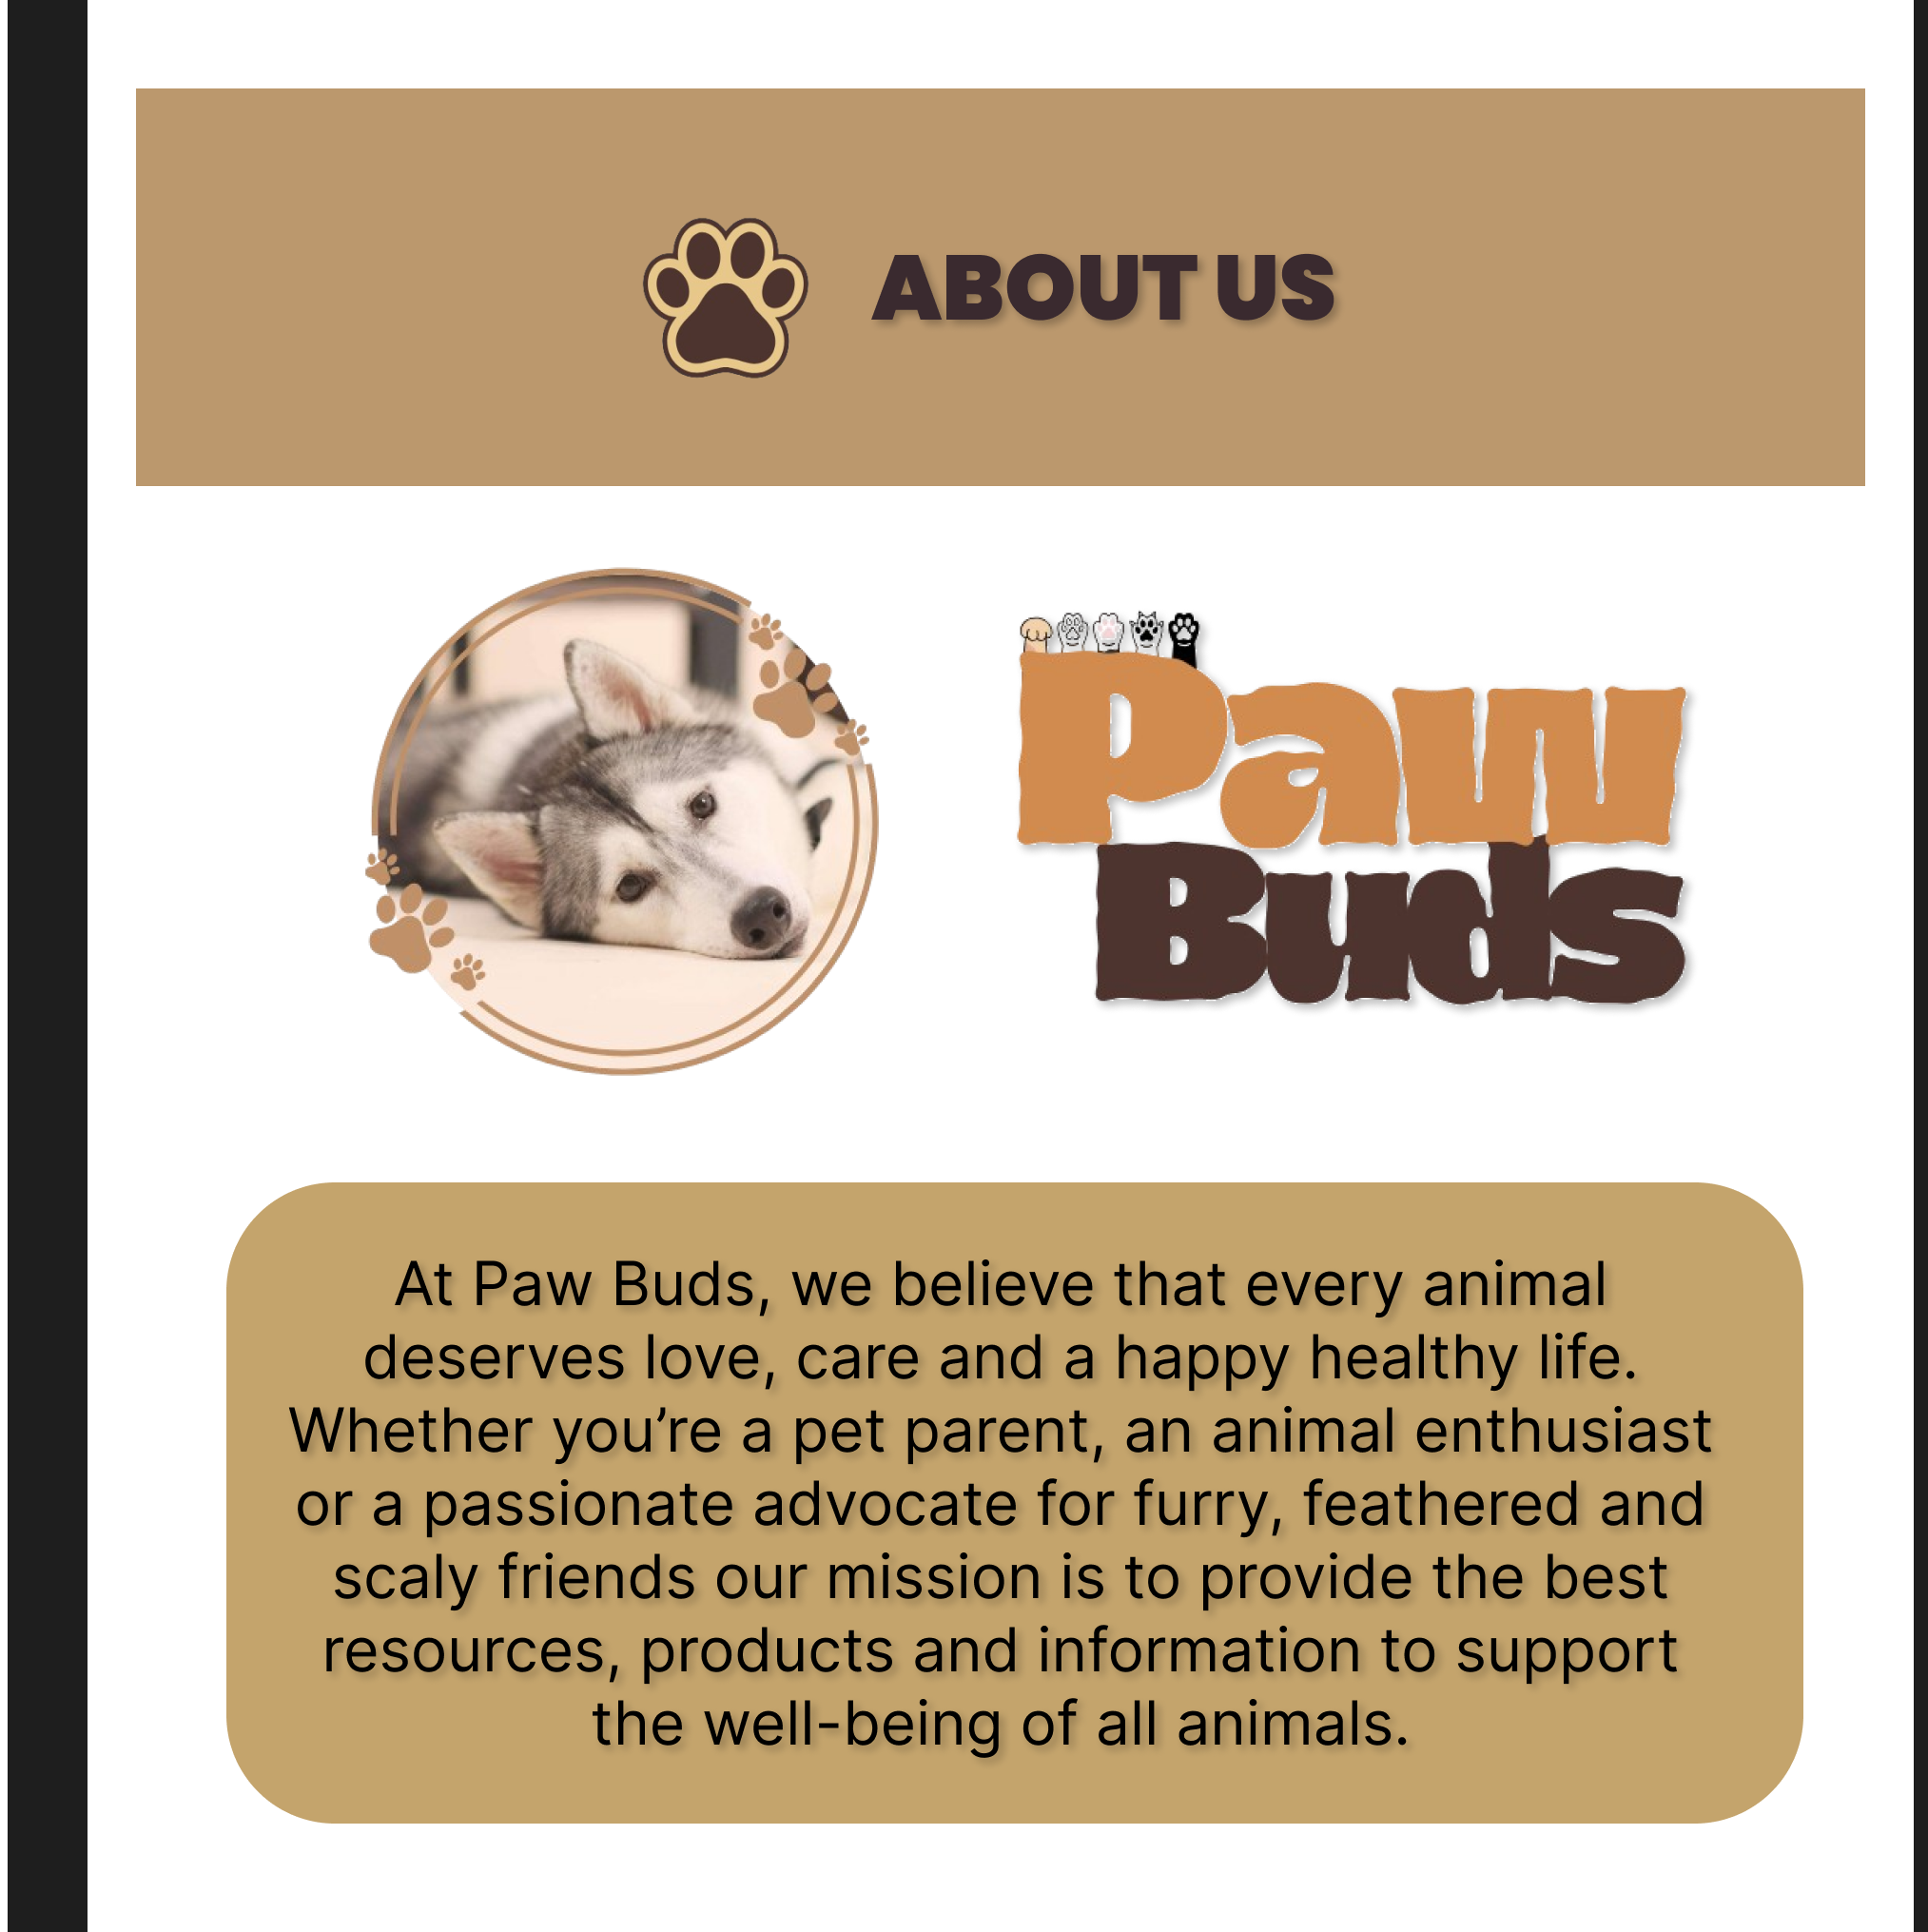 ABOUT US
Paw
Buds
At Paw Buds, we believe that every animal
deserves love, care and a happy healthy life.
Whether you’re a pet parent, an animal enthusiast
or a passionate advocate for furry, feathered and
scaly friends our mission is to provide the best
resources, products and information to support
the well-being of all animals.